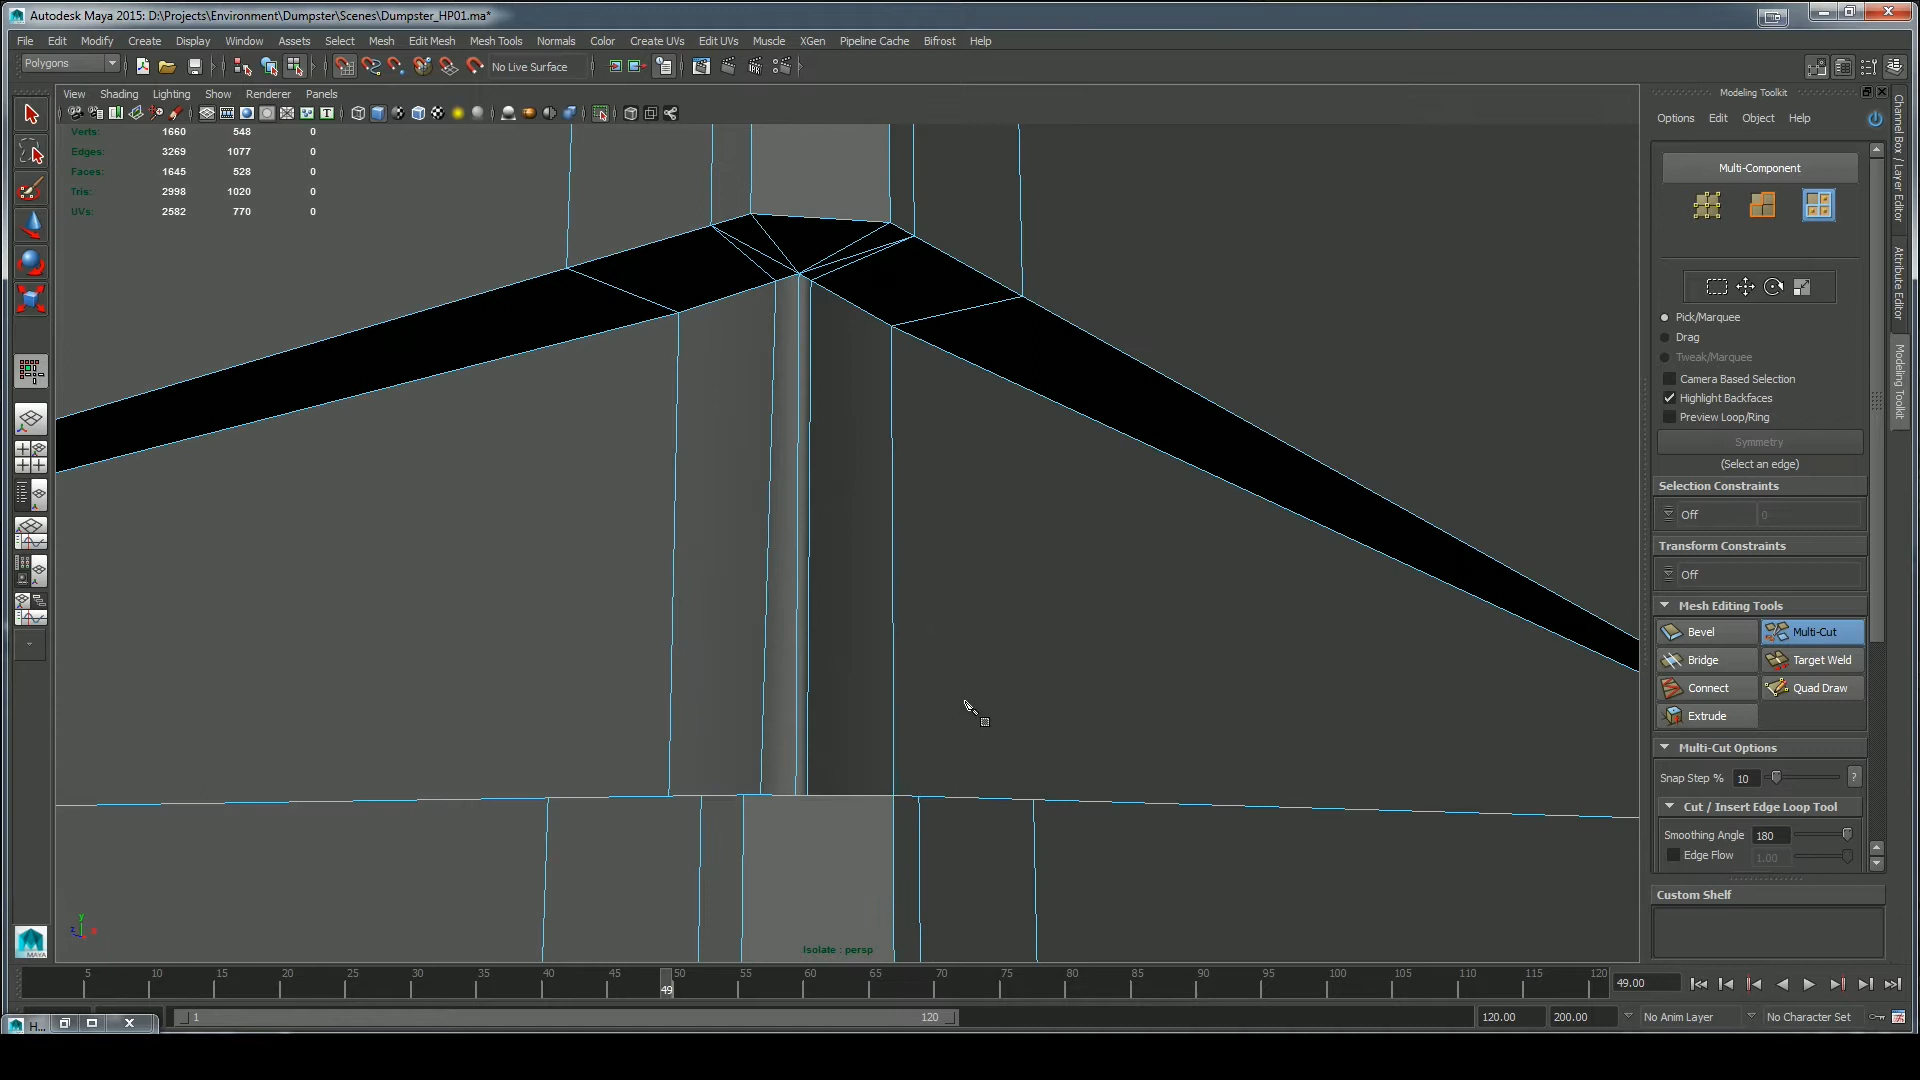 Autodesk Maya 2015: D:\Projects\Environment\Dumpster\Scenes\Dumpster_HP01.ma*
File Edit Modify Create Display Window Assets Select Mesh Edit Mesh Mesh Tools Normals Color Create UVs Edit UVs Muscle XGen Pipeline Cache Bifrost Help
Polygons
No Live Surface
View Shading Lighting Show Renderer Panels
Verts: 1660 548 0
Edges: 3269 1077 0
Faces: 1645 528 0
Tris: 2998 1020 0
UVs: 2582 770 0
Isolate : persp
y
z
x
MAYA
Modeling Toolkit
Options Edit Object Help
Multi-Component
Pick/Marquee
Drag
Tweak/Marquee
Camera Based Selection
Highlight Backfaces
Preview Loop/Ring
Symmetry
(Select an edge)
Selection Constraints
Off 0
Transform Constraints
Off
Mesh Editing Tools
Bevel Multi-Cut
Bridge Target Weld
Connect Quad Draw
Extrude
Multi-Cut Options
Snap Step % 10 ?
Cut / Insert Edge Loop Tool
Smoothing Angle 180
Edge Flow 1.00
Custom Shelf
Channel Box / Layer Editor
Attribute Editor
Modeling Toolkit
5 10 15 20 25 30 35 40 45 50 55 60 65 70 75 80 85 90 95 100 105 110 115 120
49
49.00
H...
1 120
120.00 200.00 No Anim Layer No Character Set